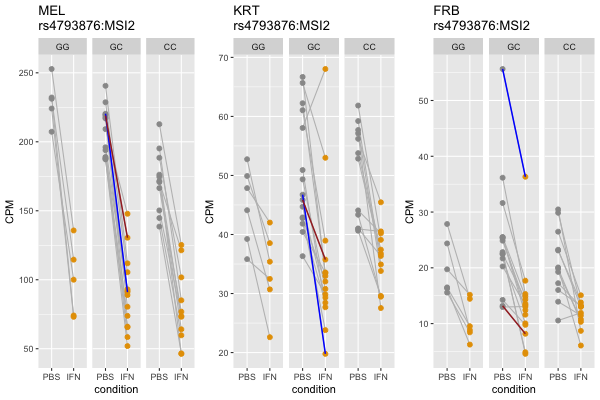 MEL
rs4793876:MSI2
GG GC CC
250
200
150
100
50
CPM
PBS IFN PBS IFN PBS IFN
condition
KRT
rs4793876:MSI2
GG GC CC
70
60
50
40
30
20
CPM
PBS IFN PBS IFN PBS IFN
condition
FRB
rs4793876:MSI2
GG GC CC
50
40
30
20
10
CPM
PBS IFN PBS IFN PBS IFN
condition